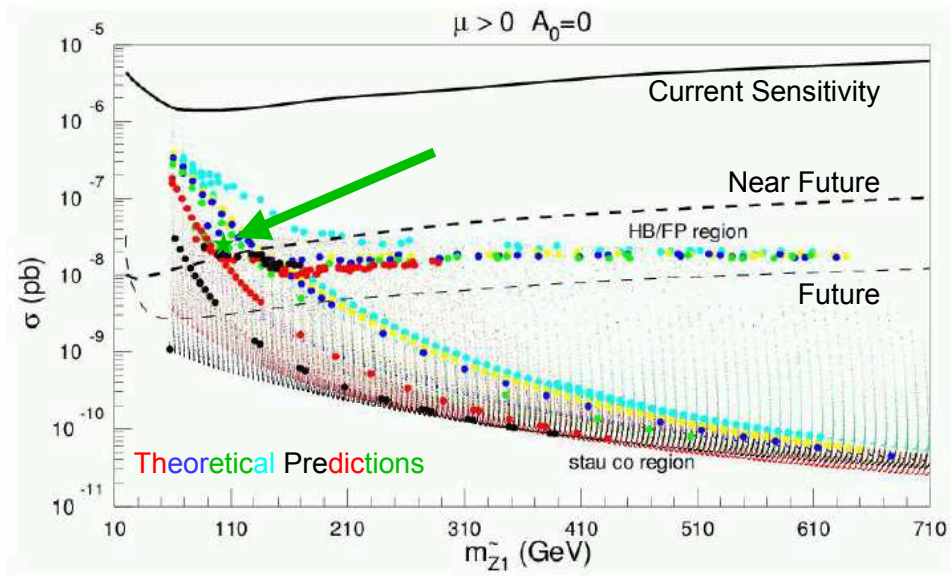 μ > 0 A₀=0
σ (pb)
10⁻⁵
10⁻⁶
10⁻⁷
10⁻⁸
10⁻⁹
10⁻¹⁰
10⁻¹¹
Current Sensitivity
Near Future
HB/FP region
Future
Theoretical Predictions
stau co region
10 110 210 310 410 510 610 710
m_Z̃1 (GeV)